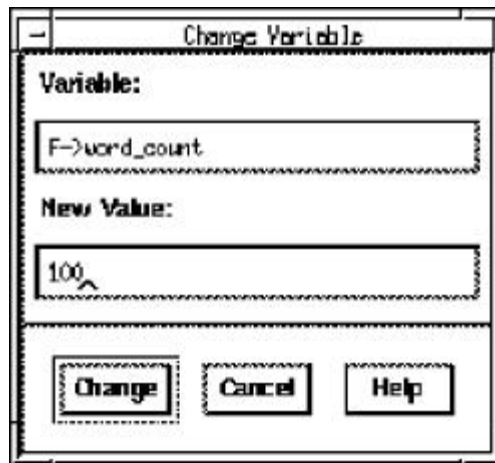 Change Variable
Variable:
F->word_count
New Value:
100
Change Cancel Help